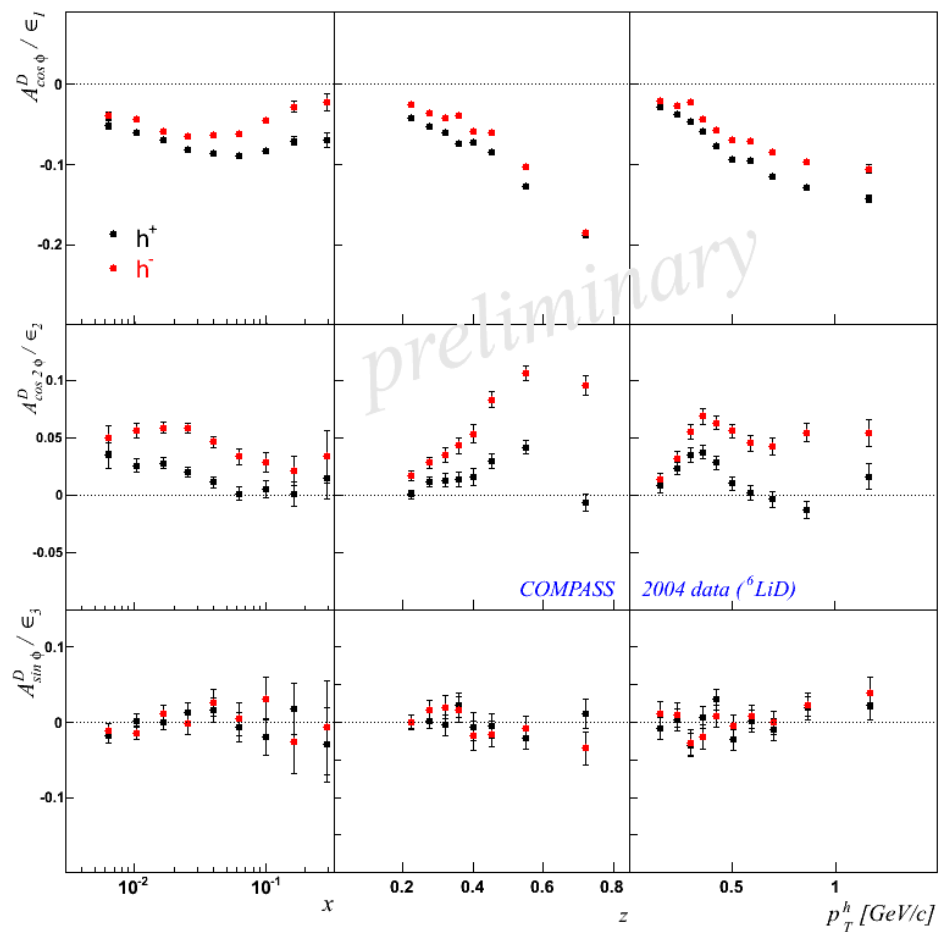 A^D_cos ϕ / ϵ_1
0
-0.1
-0.2
h^+
h^-
preliminary
A^D_cos 2 ϕ / ϵ_2
0.1
0.05
0
-0.05
COMPASS 2004 data (^6LiD)
A^D_sin ϕ / ϵ_3
0.1
0
-0.1
10^-2 10^-1 0.2 0.4 0.6 0.8 0.5 1
x z p^h_T [GeV/c]